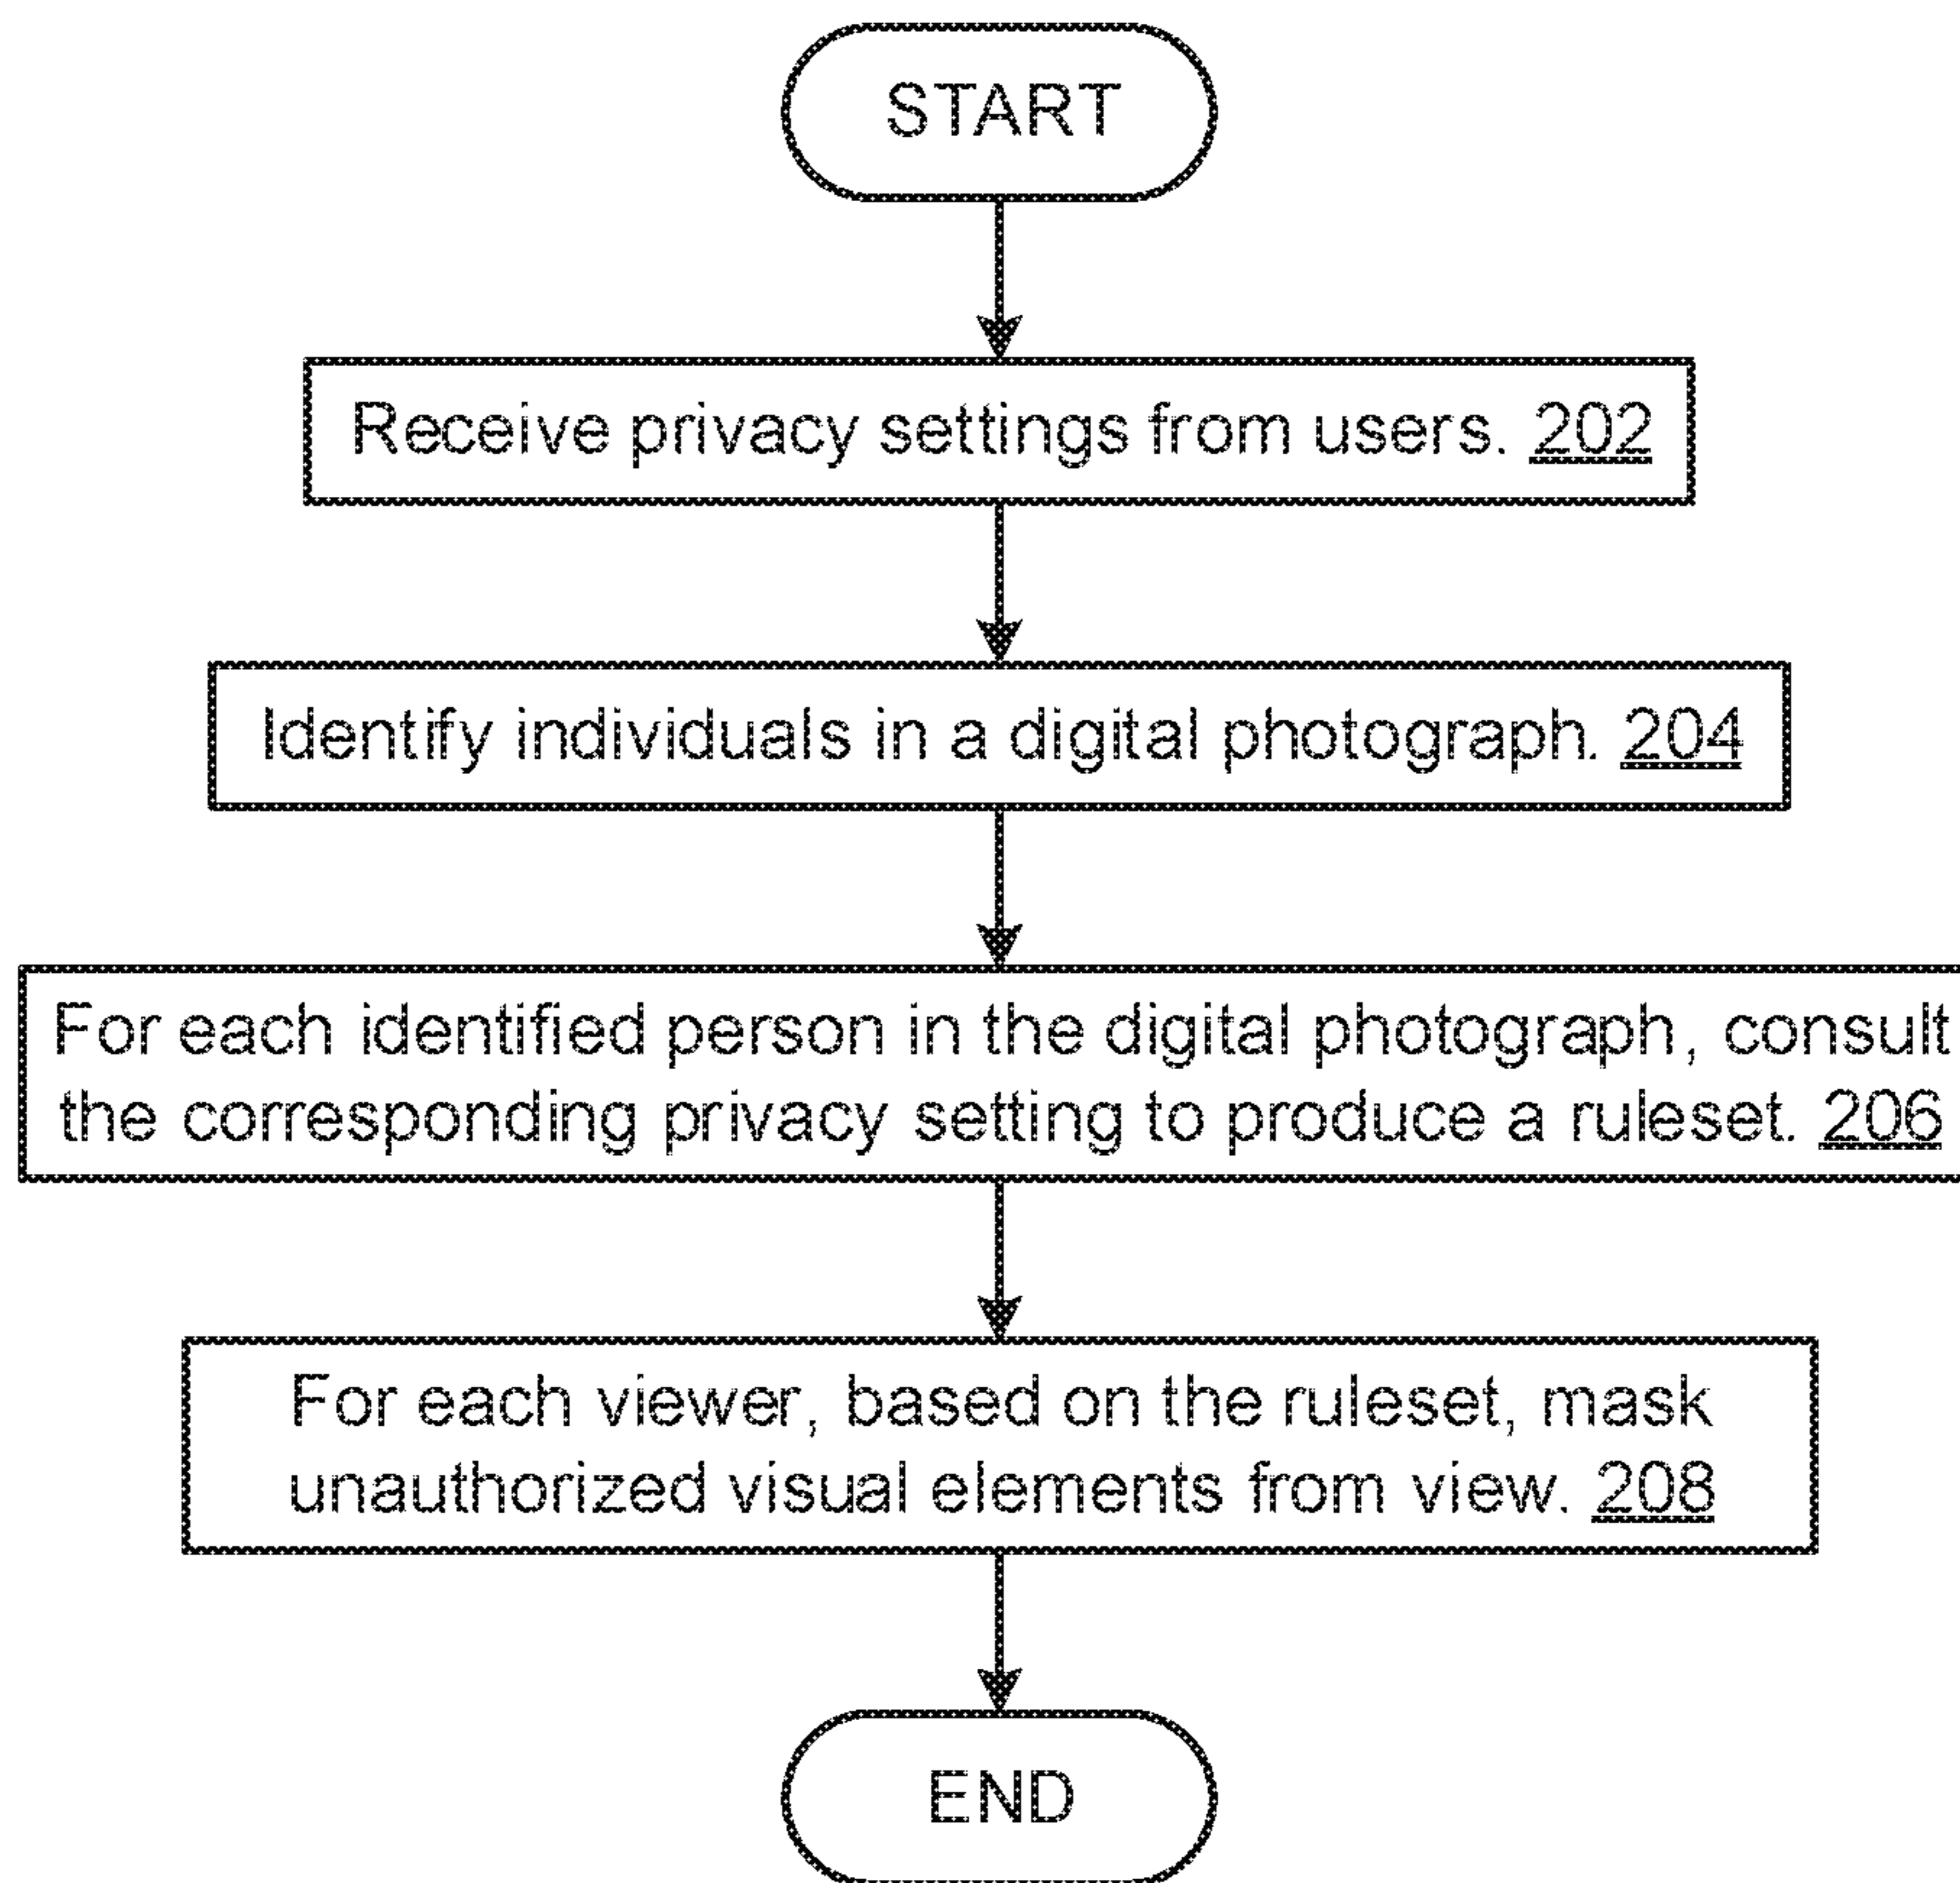 START
Receive privacy settings from users. 202
Identify individuals in a digital photograph. 204
For each identified person in the digital photograph, consult
the corresponding privacy setting to produce a ruleset. 206
For each viewer, based on the ruleset, mask
unauthorized visual elements from view. 208
END